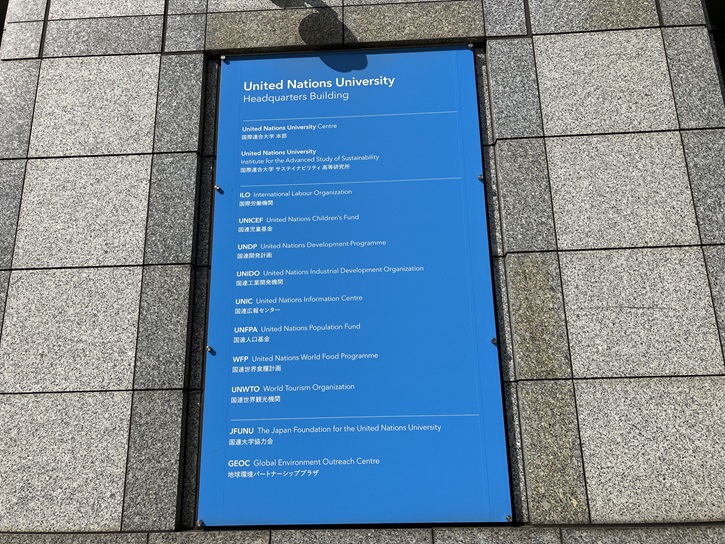 United Nations University
Headquarters Building
United Nations University Centre
国際連合大学 本部
United Nations University
Institute for the Advanced Study of Sustainability
国際連合大学 サステイナビリティ高等研究所
ILO International Labour Organization
国際労働機関
UNICEF United Nations Children's Fund
国連児童基金
UNDP United Nations Development Programme
国連開発計画
UNIDO United Nations Industrial Development Organization
国連工業開発機関
UNIC United Nations Information Centre
国連広報センター
UNFPA United Nations Population Fund
国連人口基金
WFP United Nations World Food Programme
国連世界食糧計画
UNWTO World Tourism Organization
国連世界観光機関
JFUNU The Japan Foundation for the United Nations University
国連大学協力会
GEOC Global Environment Outreach Centre
地球環境パートナーシッププラザ